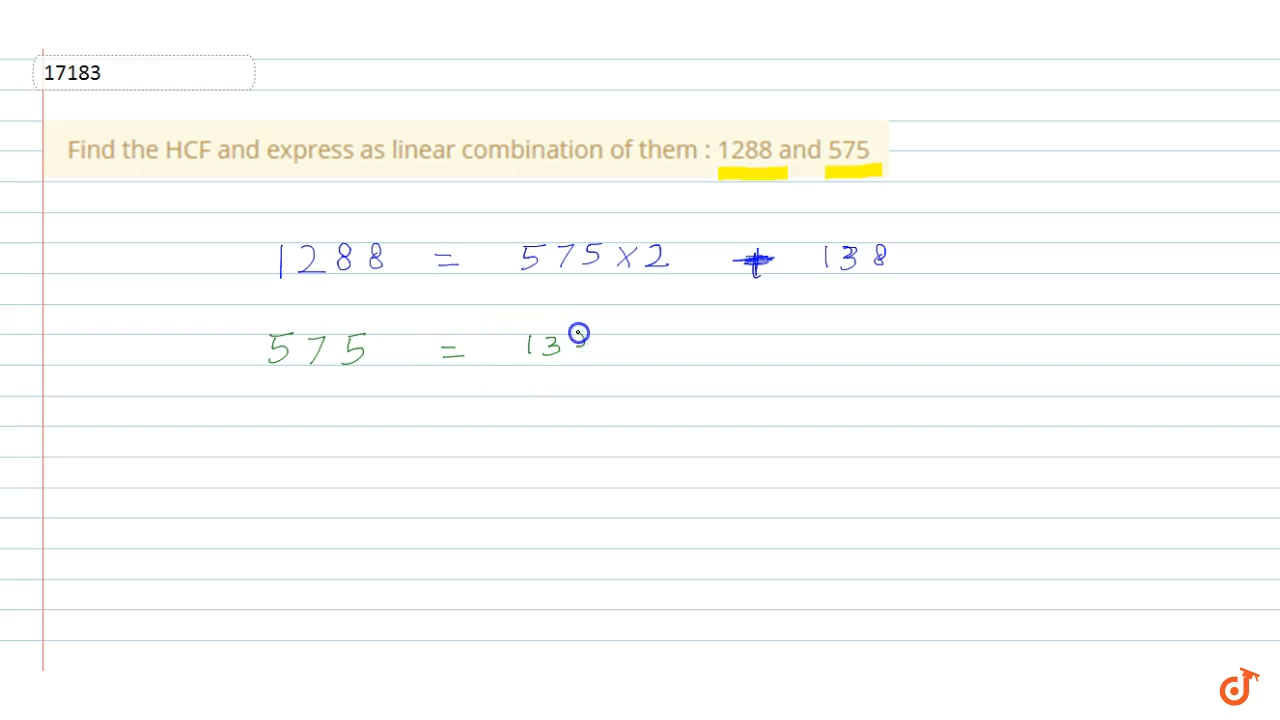 17183
Find the HCF and express as linear combination of them : 1288 and 575
1288 = 575 × 2 + 138
575 = 13